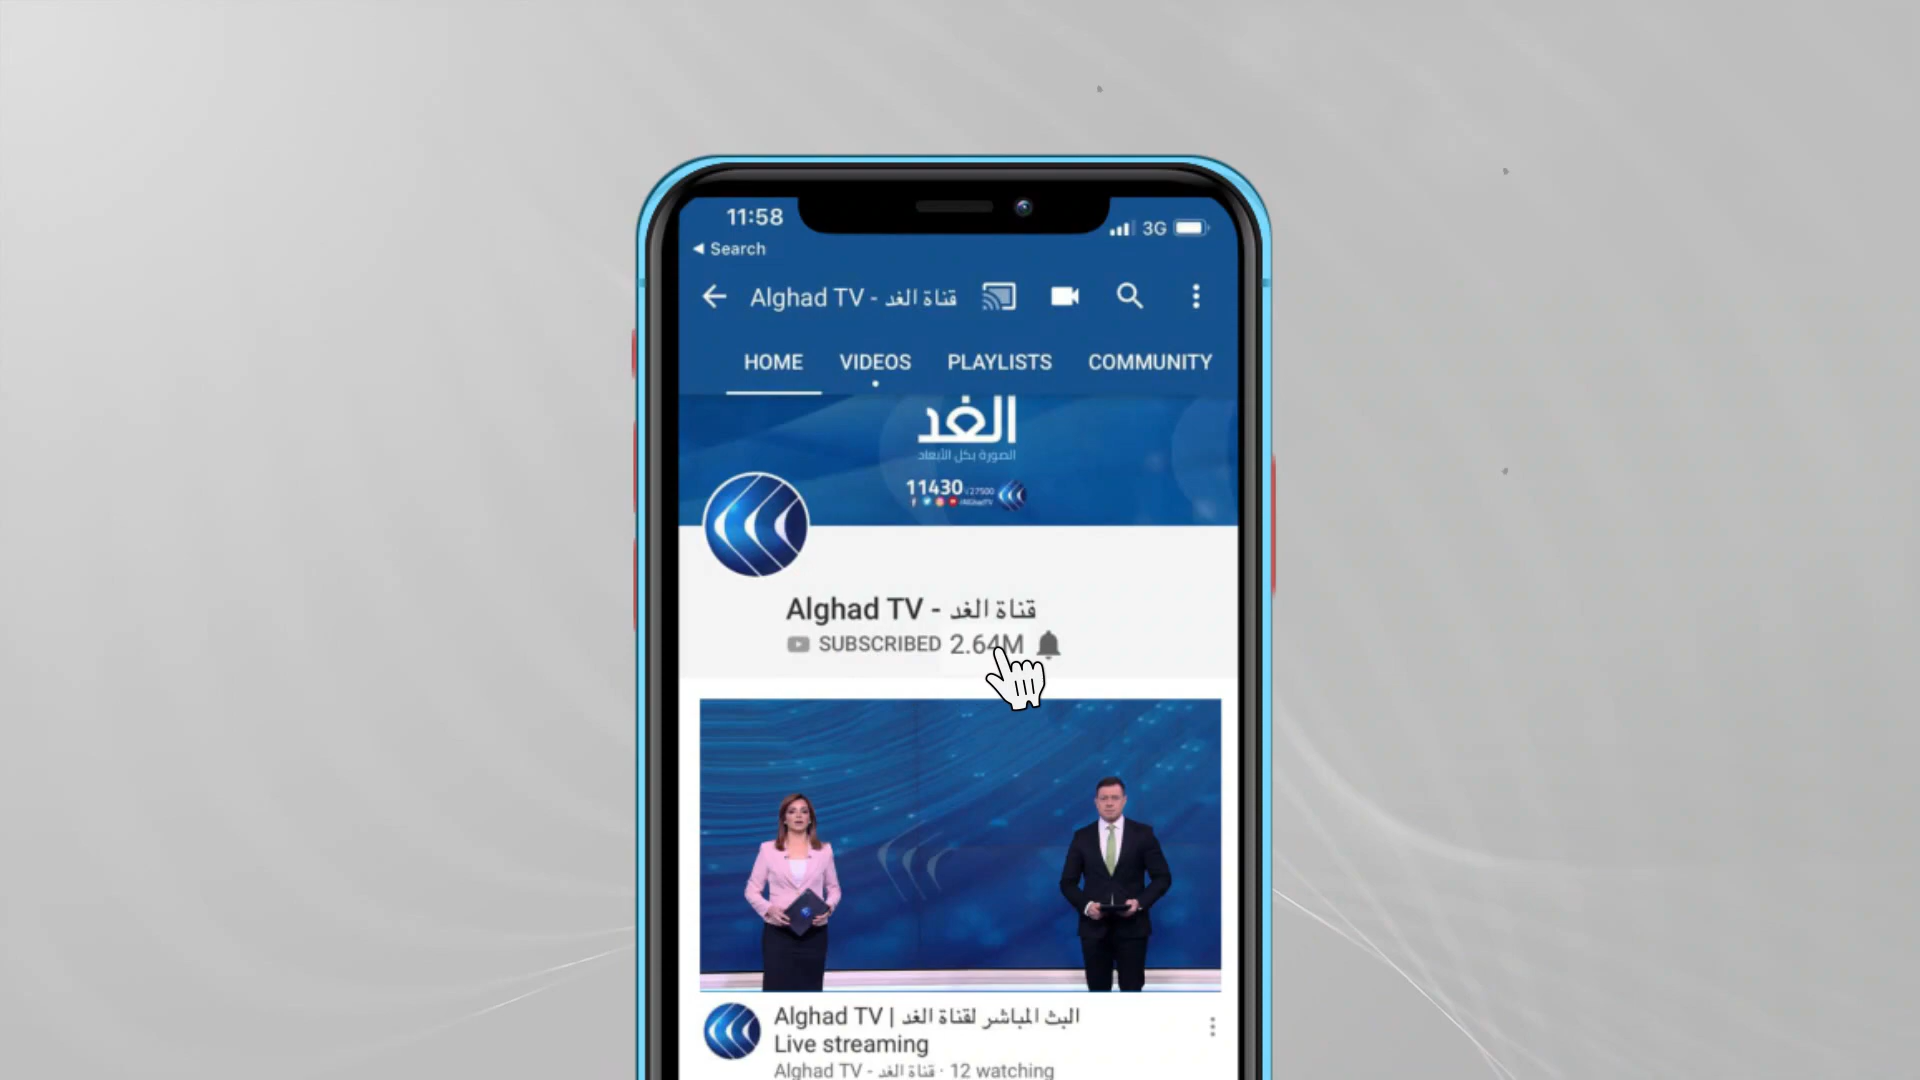 11:58
3G
◀ Search
Alghad TV - قناة الغد
HOME VIDEOS PLAYLISTS COMMUNITY
الغد
الصورة بكل الأبعاد
11430 27500
Alghad TV - قناة الغد
SUBSCRIBED 2.64M
Alghad TV | البث المباشر لقناة الغد
Live streaming
Alghad TV - قناة الغد · 12 watching